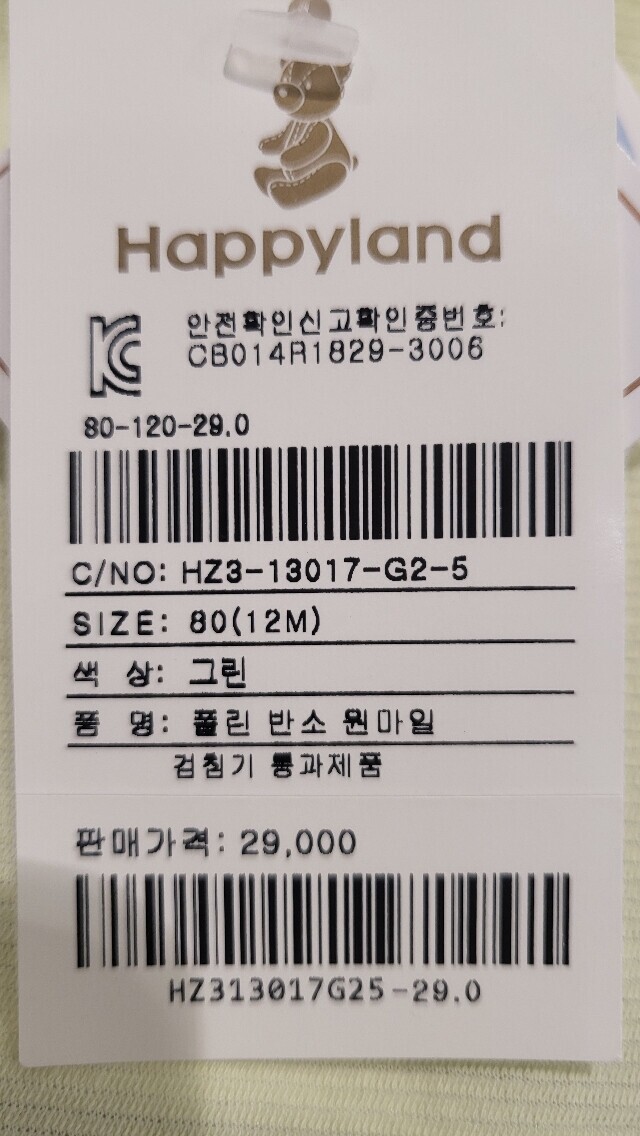 Happyland
안전확인신고확인증번호:
CB014R1829-3006
80-120-29.0
C/NO: HZ3-13017-G2-5
SIZE: 80(12M)
색 상: 그린
품 명: 폴린 반소 원마일
검침기 통과제품
판매가격: 29,000
HZ313017G25-29.0